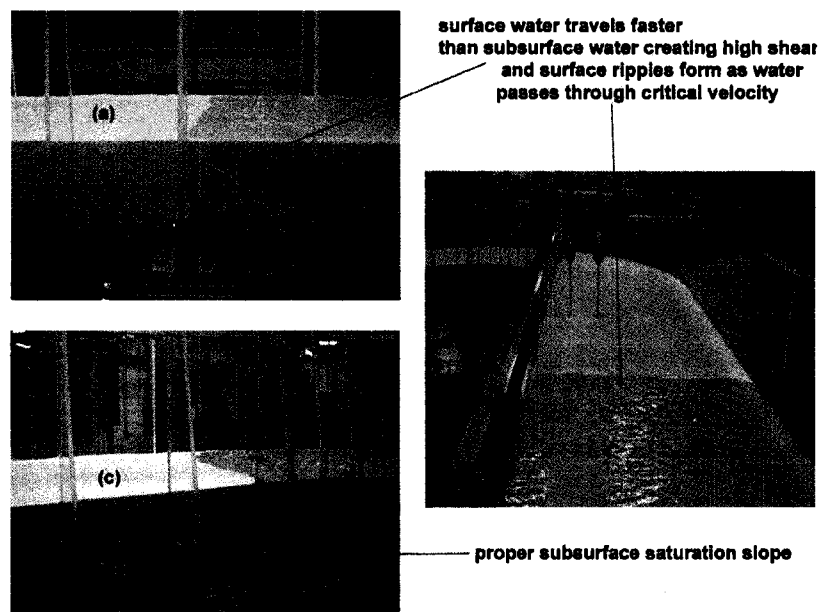 surface water travels faster
than subsurface water creating high shear
and surface ripples form as water
passes through critical velocity
(a)
(c)
proper subsurface saturation slope